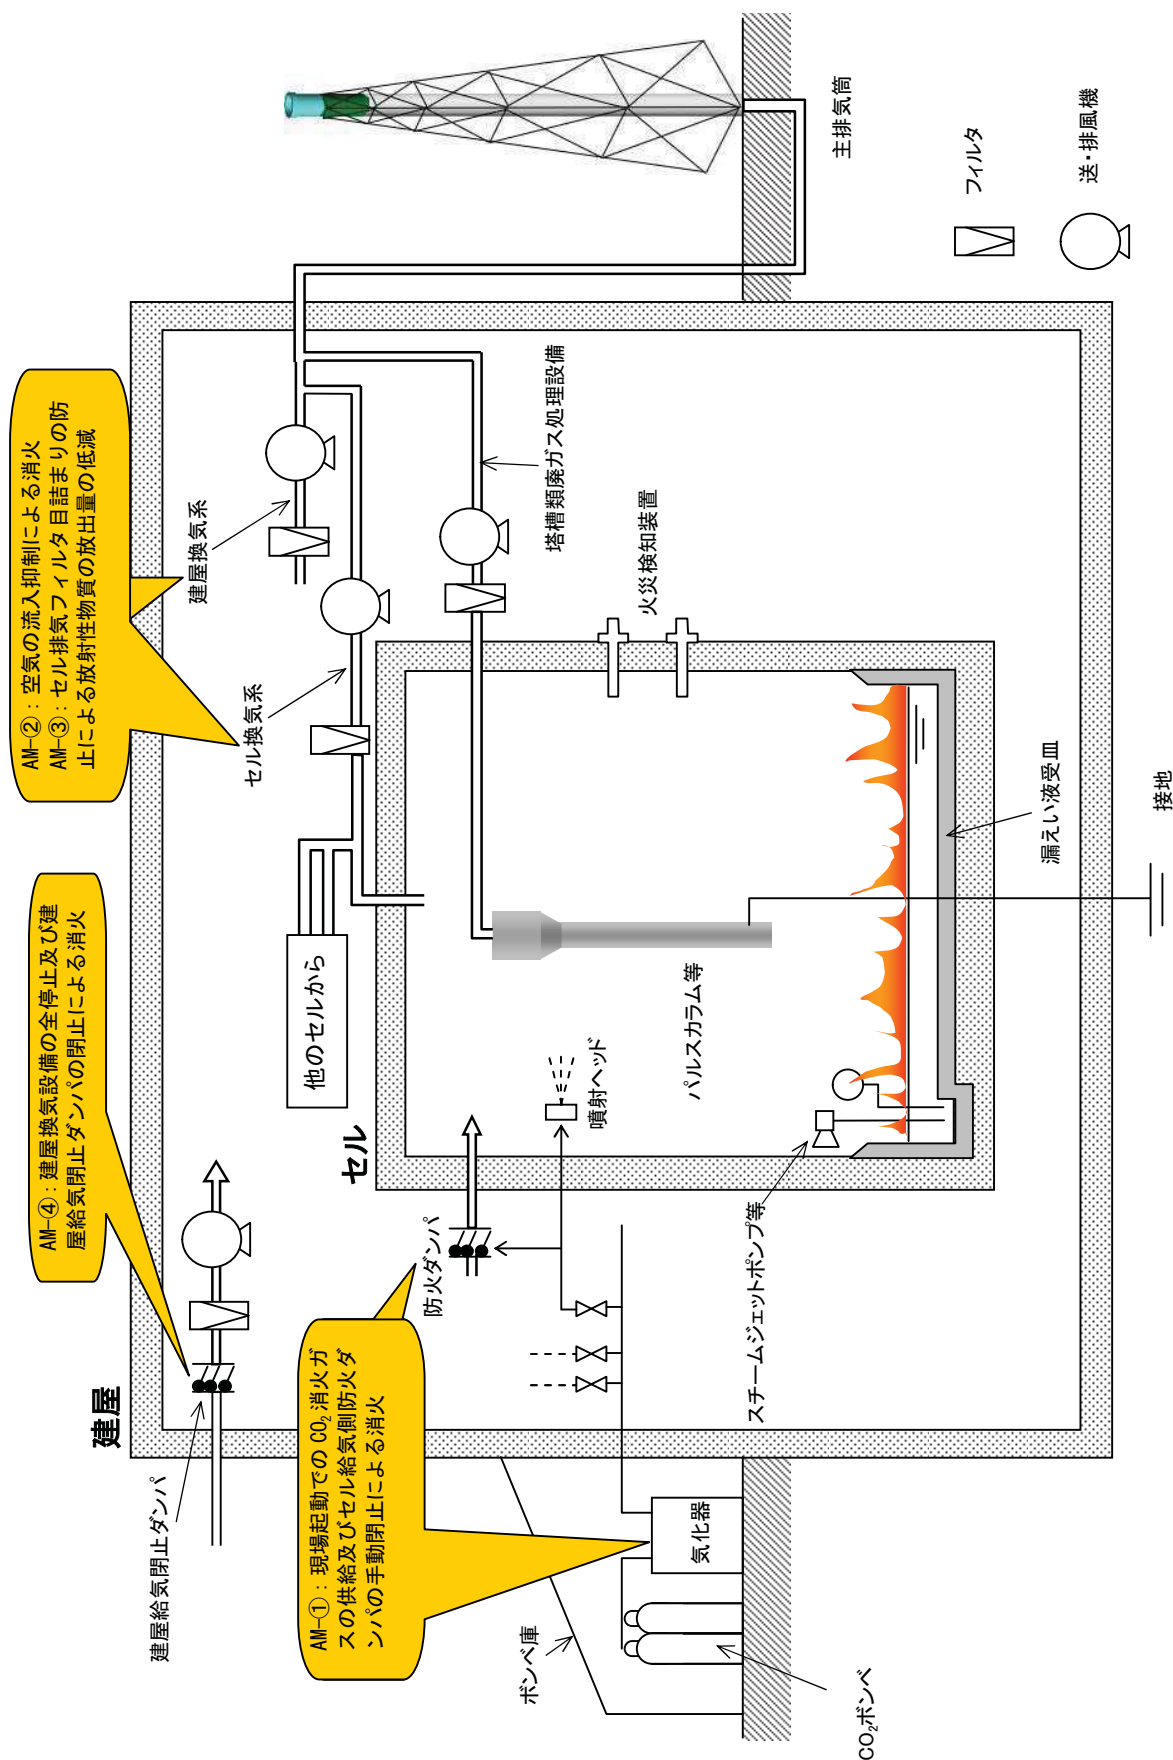 建屋
建屋給気閉止ダンパ
AM-④：建屋換気設備の全停止及び建
屋給気閉止ダンパの閉止による消火
AM-②：空気の流入抑制による消火
AM-③：セル排気フィルタ目詰まりの防
止による放射性物質の放出量の低減
建屋換気系
セル換気系
塔槽類廃ガス処理設備
他のセルから
セル
AM-①：現場起動での CO₂ 消火ガ
スの供給及びセル給気側防火ダ
ンパの手動閉止による消火
防火ダンパ
噴射ヘッド
パルスカラム等
火災検知装置
主排気筒
ボンベ庫
気化器
CO₂ボンベ
スチームジェットポンプ等
漏えい液受皿
接地
フィルタ
送・排風機